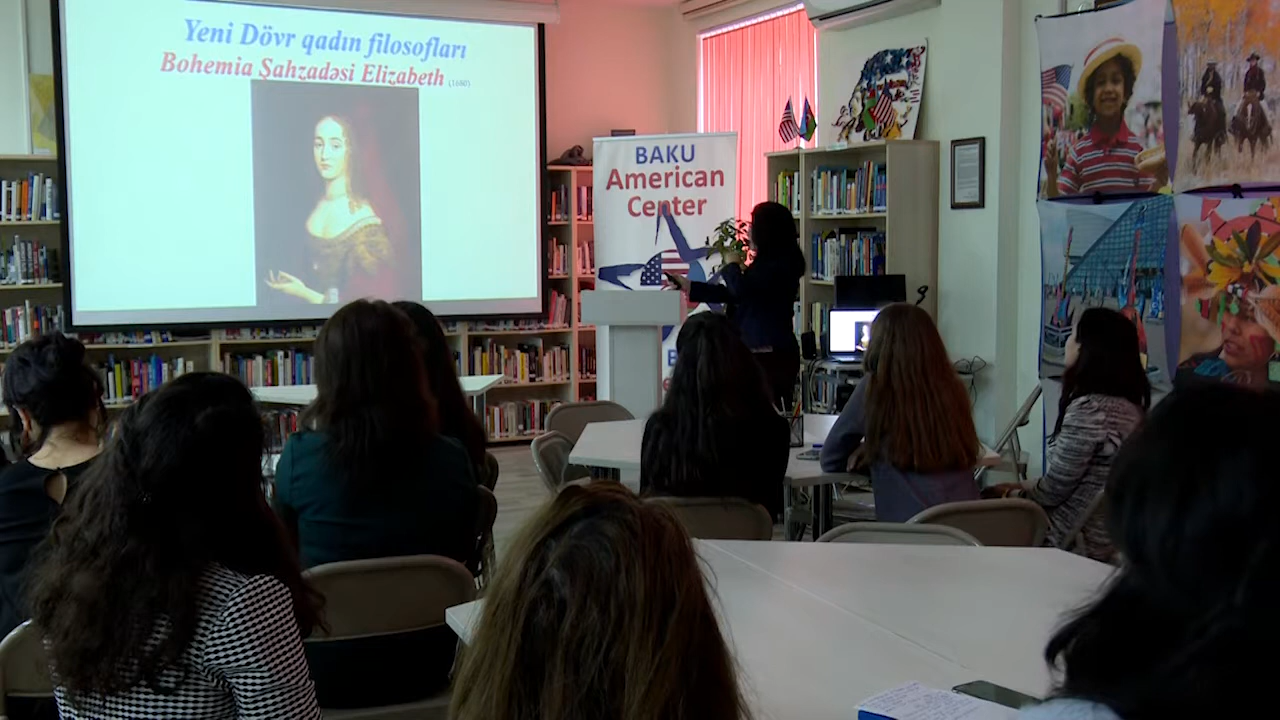 Yeni Dövr qadın filosofları
Bohemia Şahzadəsi Elizabeth (1680)
BAKU
American
Center